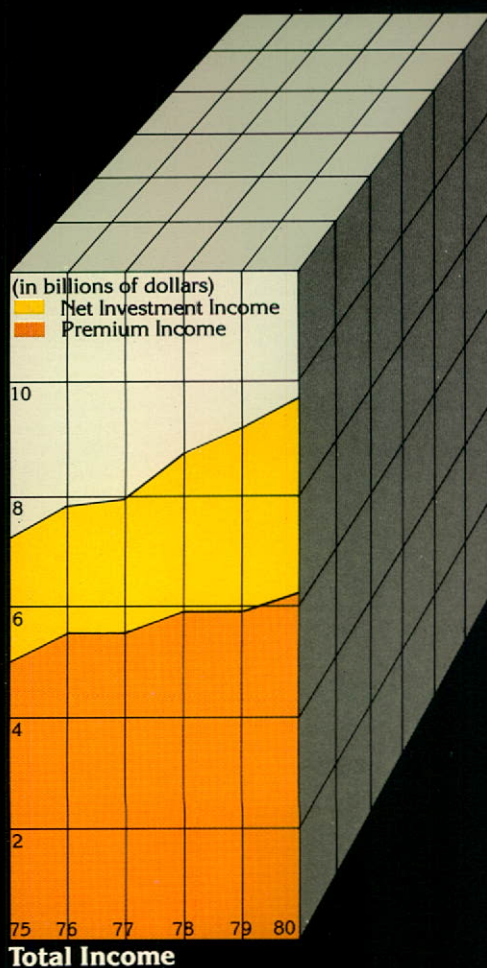 (in billions of dollars)
Net Investment Income
Premium Income
10
8
6
4
2
75 76 77 78 79 80
Total Income